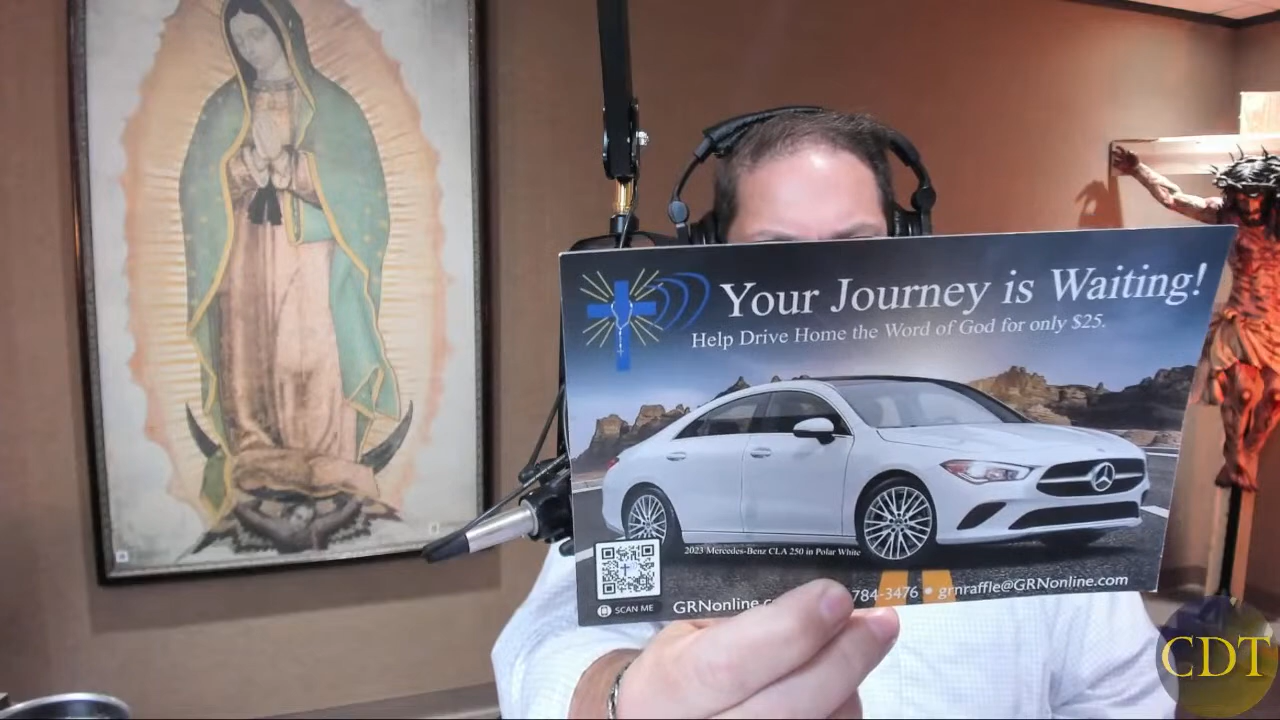 Your Journey is Waiting!
Help Drive Home the Word of God for only $25.
2023 Mercedes-Benz CLA 250 in Polar White
SCAN ME
GRNonline.c
784-3476 • grnraffle@GRNonline.com
CDT